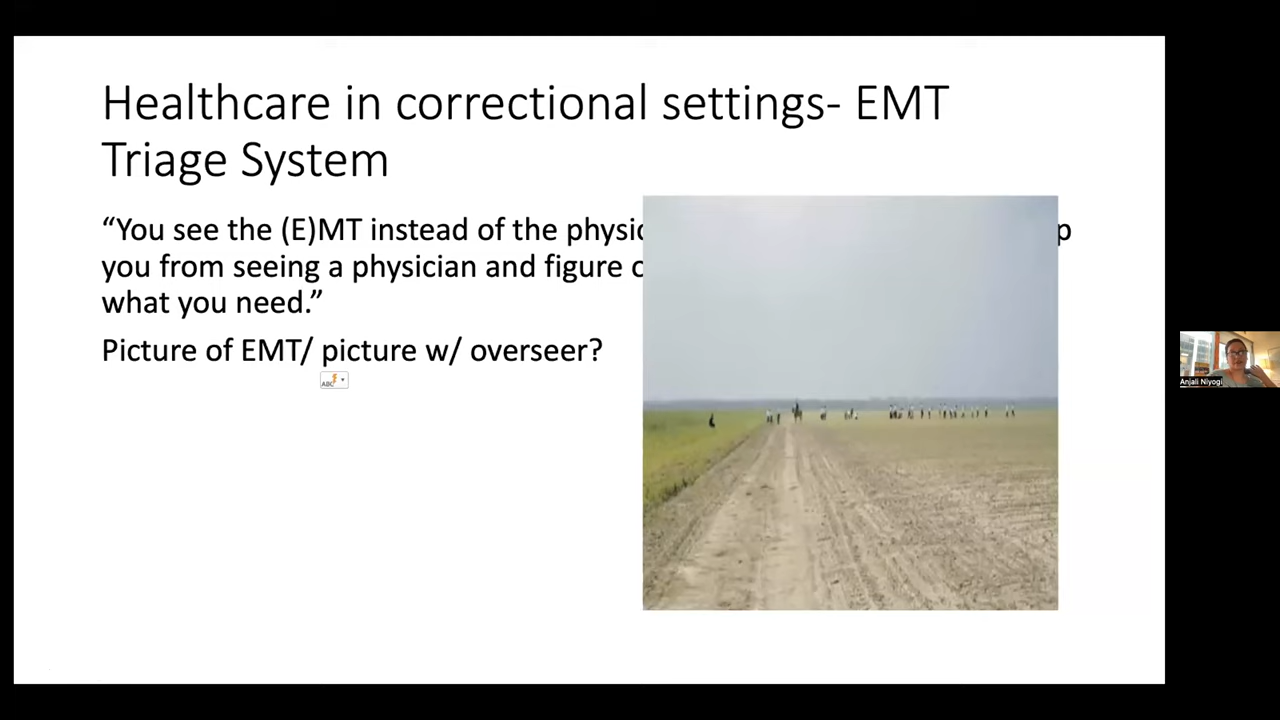 Healthcare in correctional settings- EMT
Triage System
“You see the (E)MT instead of the
you from seeing a physician and figure
what you need.”
Picture of EMT/ picture w/ overseer?
ABC
Anjali Niyogi